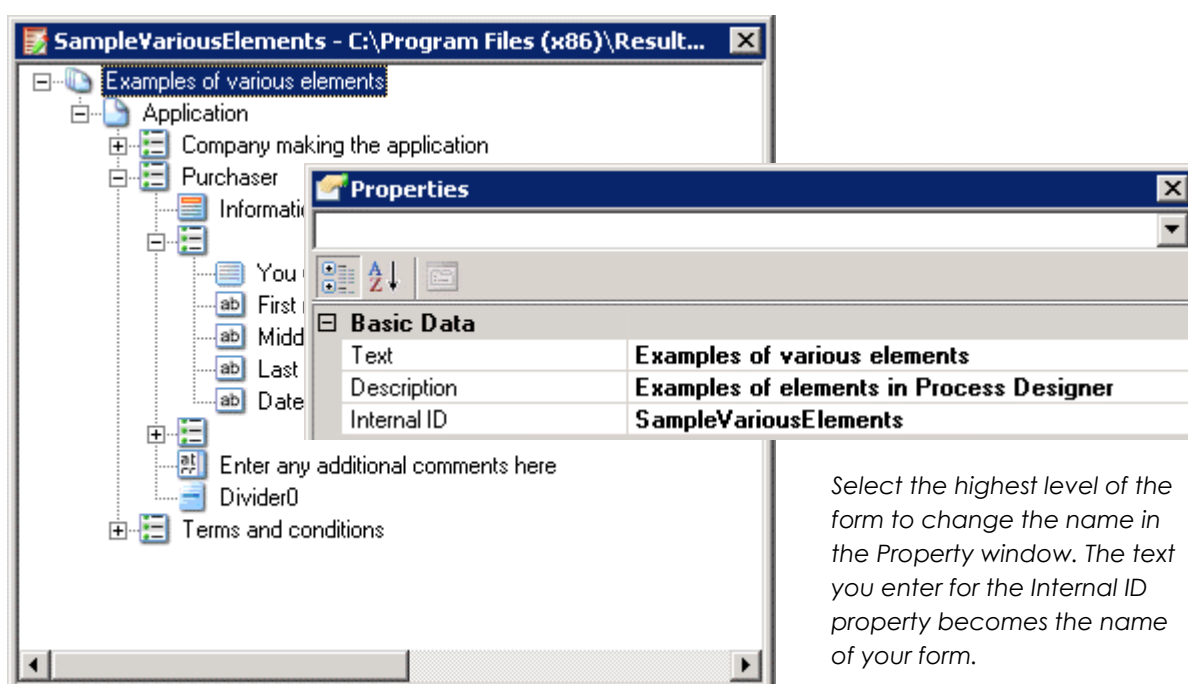 SampleVariousElements - C:\Program Files (x86)\Result...
Examples of various elements
Application
Company making the application
Purchaser
Properties
Basic Data
Text Examples of various elements
Description Examples of elements in Process Designer
Internal ID SampleVariousElements
You
ab First
ab
ab Last
ab Date
Enter any additional comments here
Divider0
Terms and conditions
Select the highest level of the
form to change the name in
the Property window. The text
you enter for the Internal ID
property becomes the name
of your form.